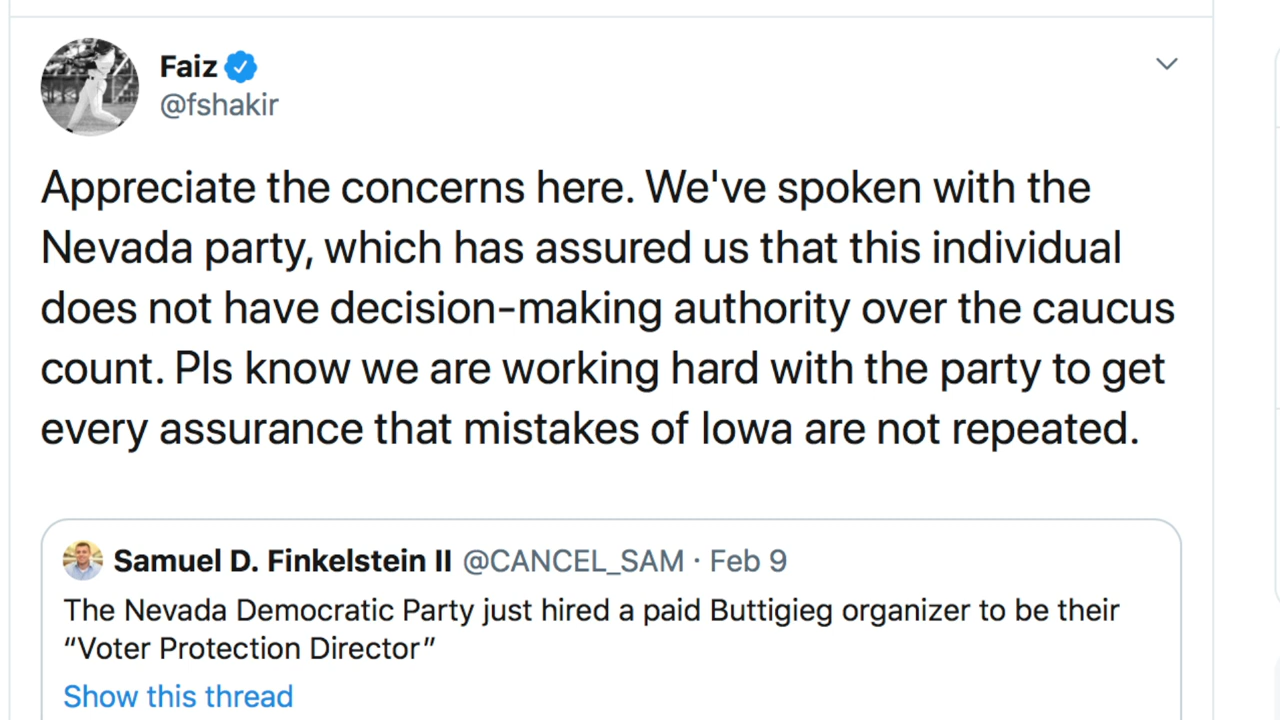 Faiz
@fshakir
Appreciate the concerns here. We've spoken with the
Nevada party, which has assured us that this individual
does not have decision-making authority over the caucus
count. Pls know we are working hard with the party to get
every assurance that mistakes of Iowa are not repeated.
Samuel D. Finkelstein II @CANCEL_SAM · Feb 9
The Nevada Democratic Party just hired a paid Buttigieg organizer to be their
“Voter Protection Director”
Show this thread